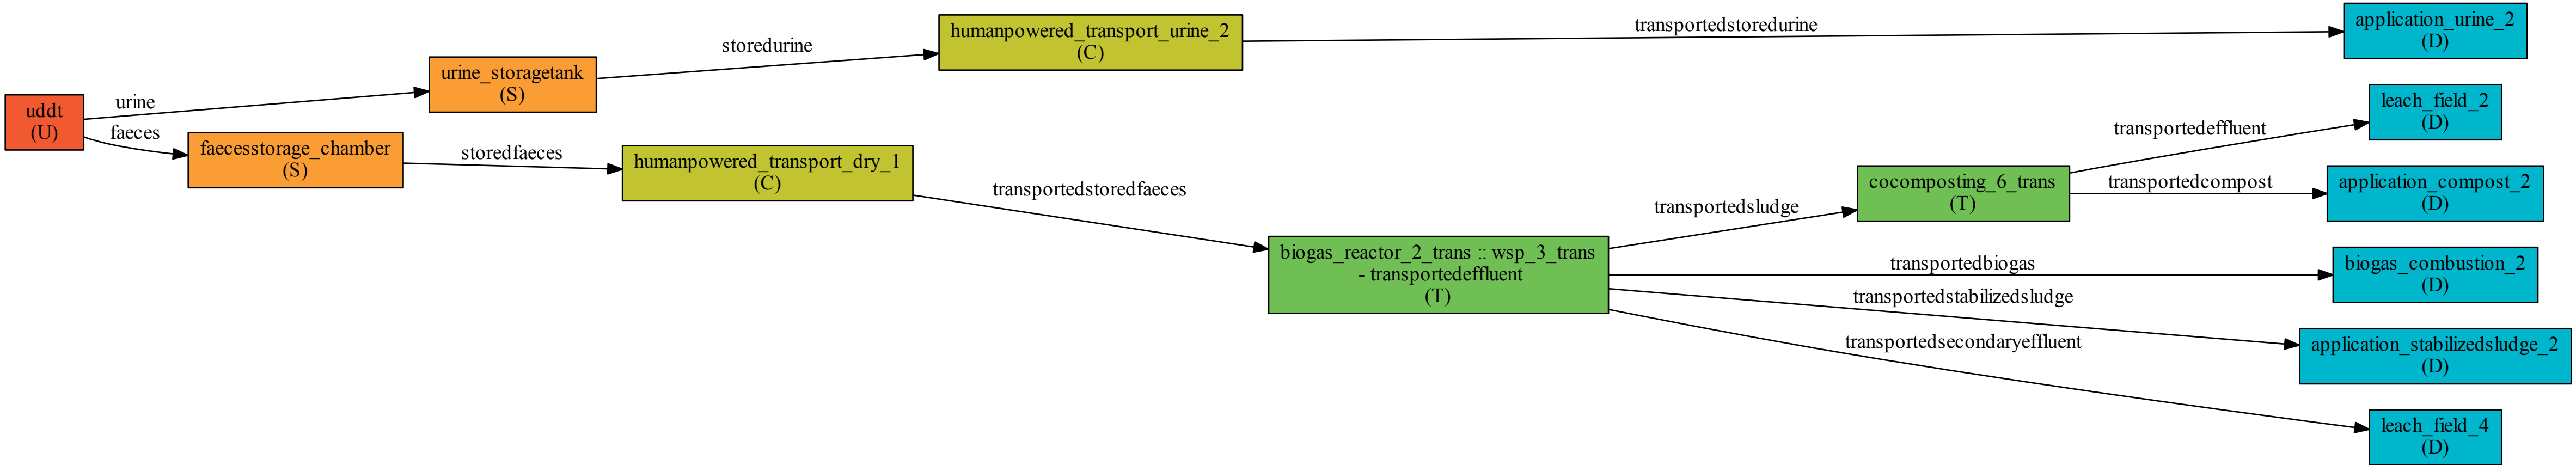 uddt
(U)
urine
faeces
urine_storagetank
(S)
faecesstorage_chamber
(S)
storedurine
storedfaeces
humanpowered_transport_urine_2
(C)
humanpowered_transport_dry_1
(C)
transportedstoredurine
transportedstoredfaeces
biogas_reactor_2_trans :: wsp_3_trans
- transportedeffluent
(T)
transportedsludge
transportedbiogas
transportedstabilizedsludge
transportedsecondaryeffluent
cocomposting_6_trans
(T)
transportedeffluent
transportedcompost
application_urine_2
(D)
leach_field_2
(D)
application_compost_2
(D)
biogas_combustion_2
(D)
application_stabilizedsludge_2
(D)
leach_field_4
(D)